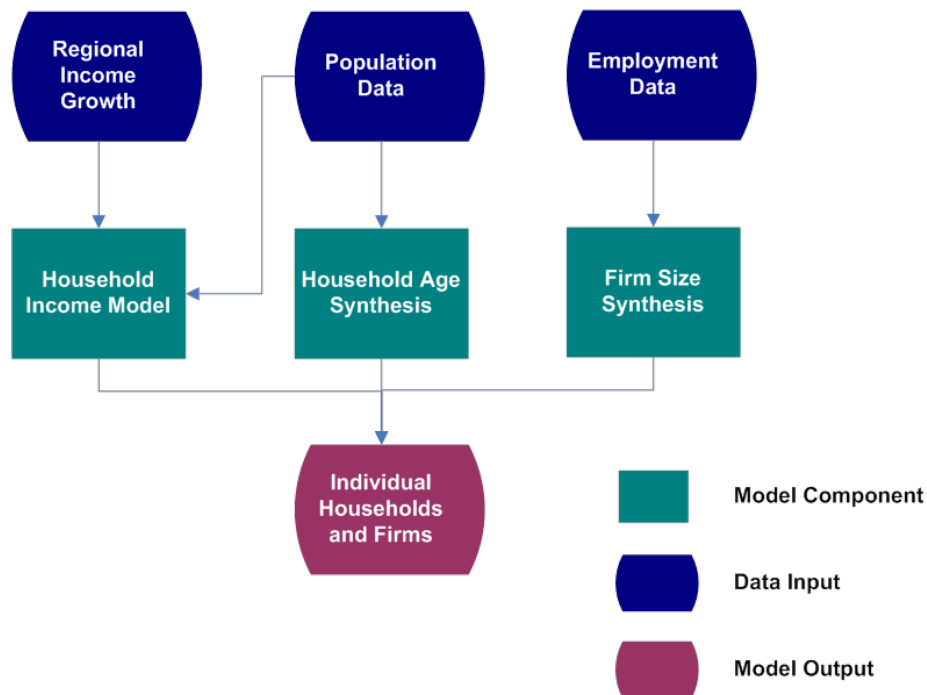 Regional
Income
Growth
Population
Data
Employment
Data
Household
Income Model
Household Age
Synthesis
Firm Size
Synthesis
Individual
Households
and Firms
Model Component
Data Input
Model Output